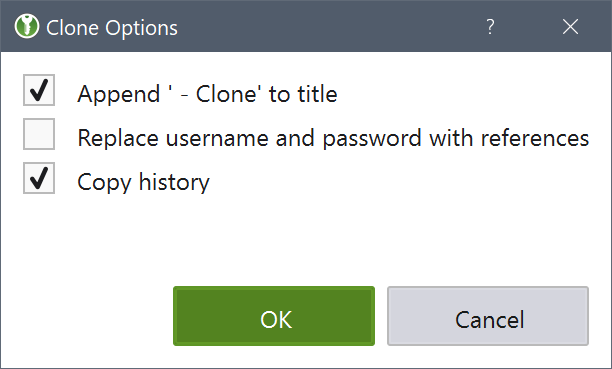 Clone Options
?
Append ' - Clone' to title
Replace username and password with references
Copy history
OK
Cancel